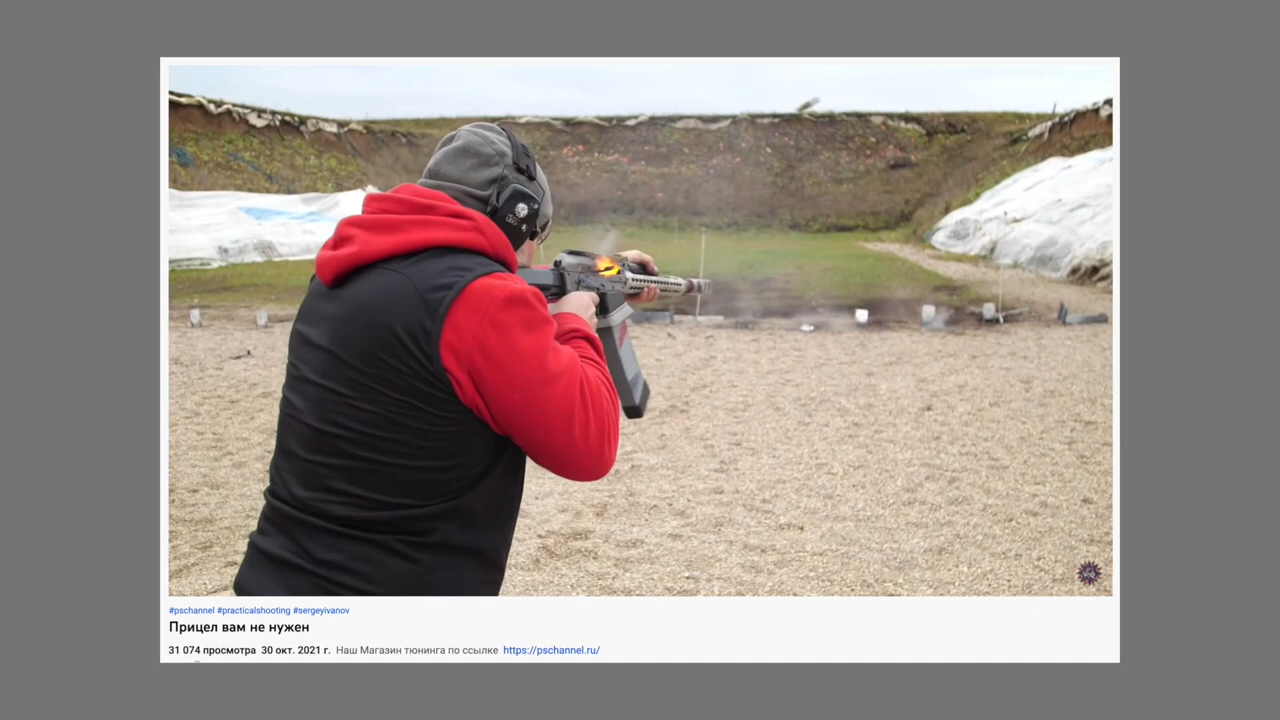 #pschannel #practicalshooting #sergeyivanov
Прицел вам не нужен
31 074 просмотра 30 окт. 2021 г. Наш Магазин тюнинга по ссылке https://pschannel.ru/